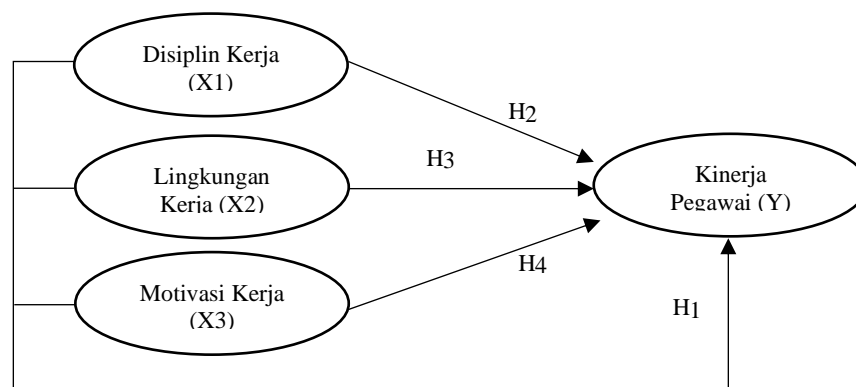 Disiplin Kerja
(X1)
H2
H3
Lingkungan
Kerja (X2)
Kinerja
Pegawai (Y)
H4
Motivasi Kerja
(X3)
H1